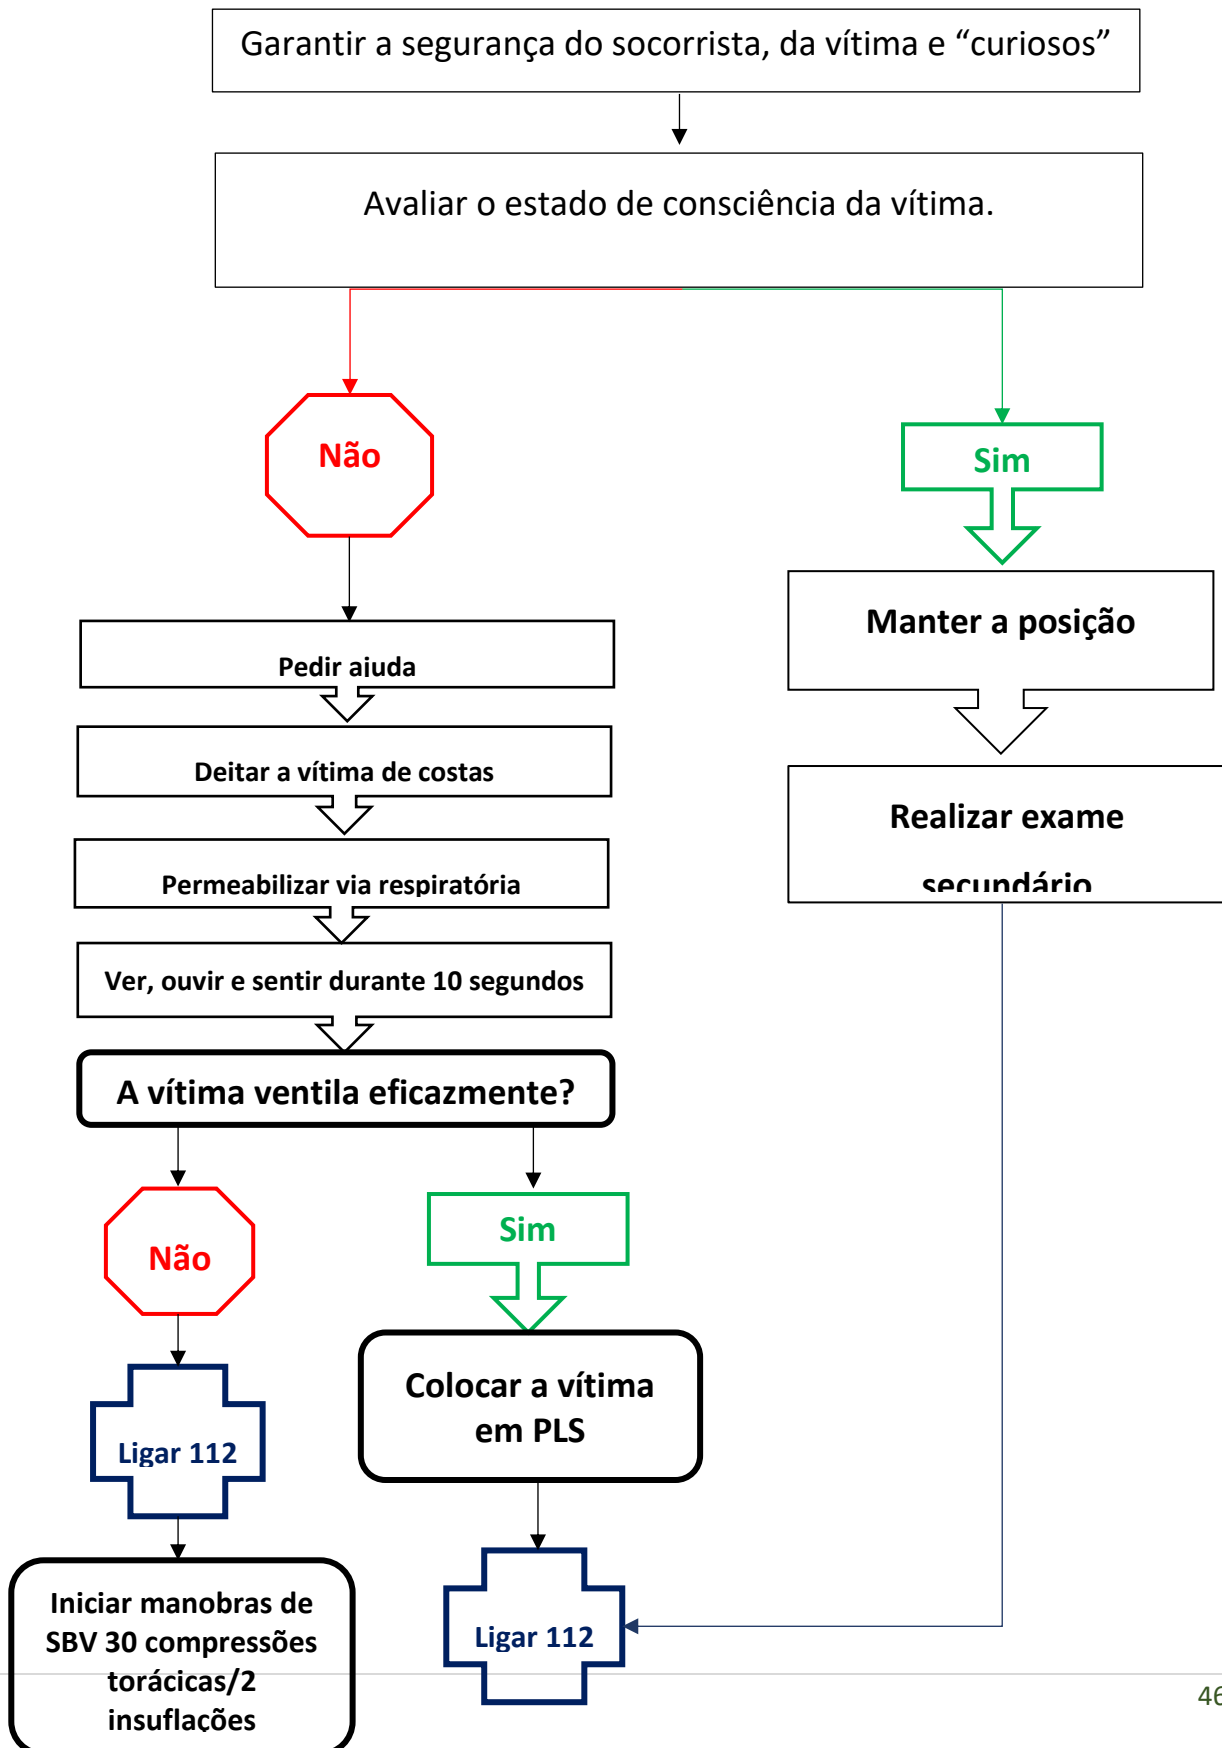 Garantir a segurança do socorrista, da vítima e “curiosos”
Avaliar o estado de consciência da vítima.
Não
Sim
Manter a posição
Pedir ajuda
Deitar a vítima de costas
Realizar exame
secundário
Permeabilizar via respiratória
Ver, ouvir e sentir durante 10 segundos
A vítima ventila eficazmente?
Não
Sim
Colocar a vítima
em PLS
Ligar 112
Iniciar manobras de
SBV 30 compressões
torácicas/2
insuflações
Ligar 112
46